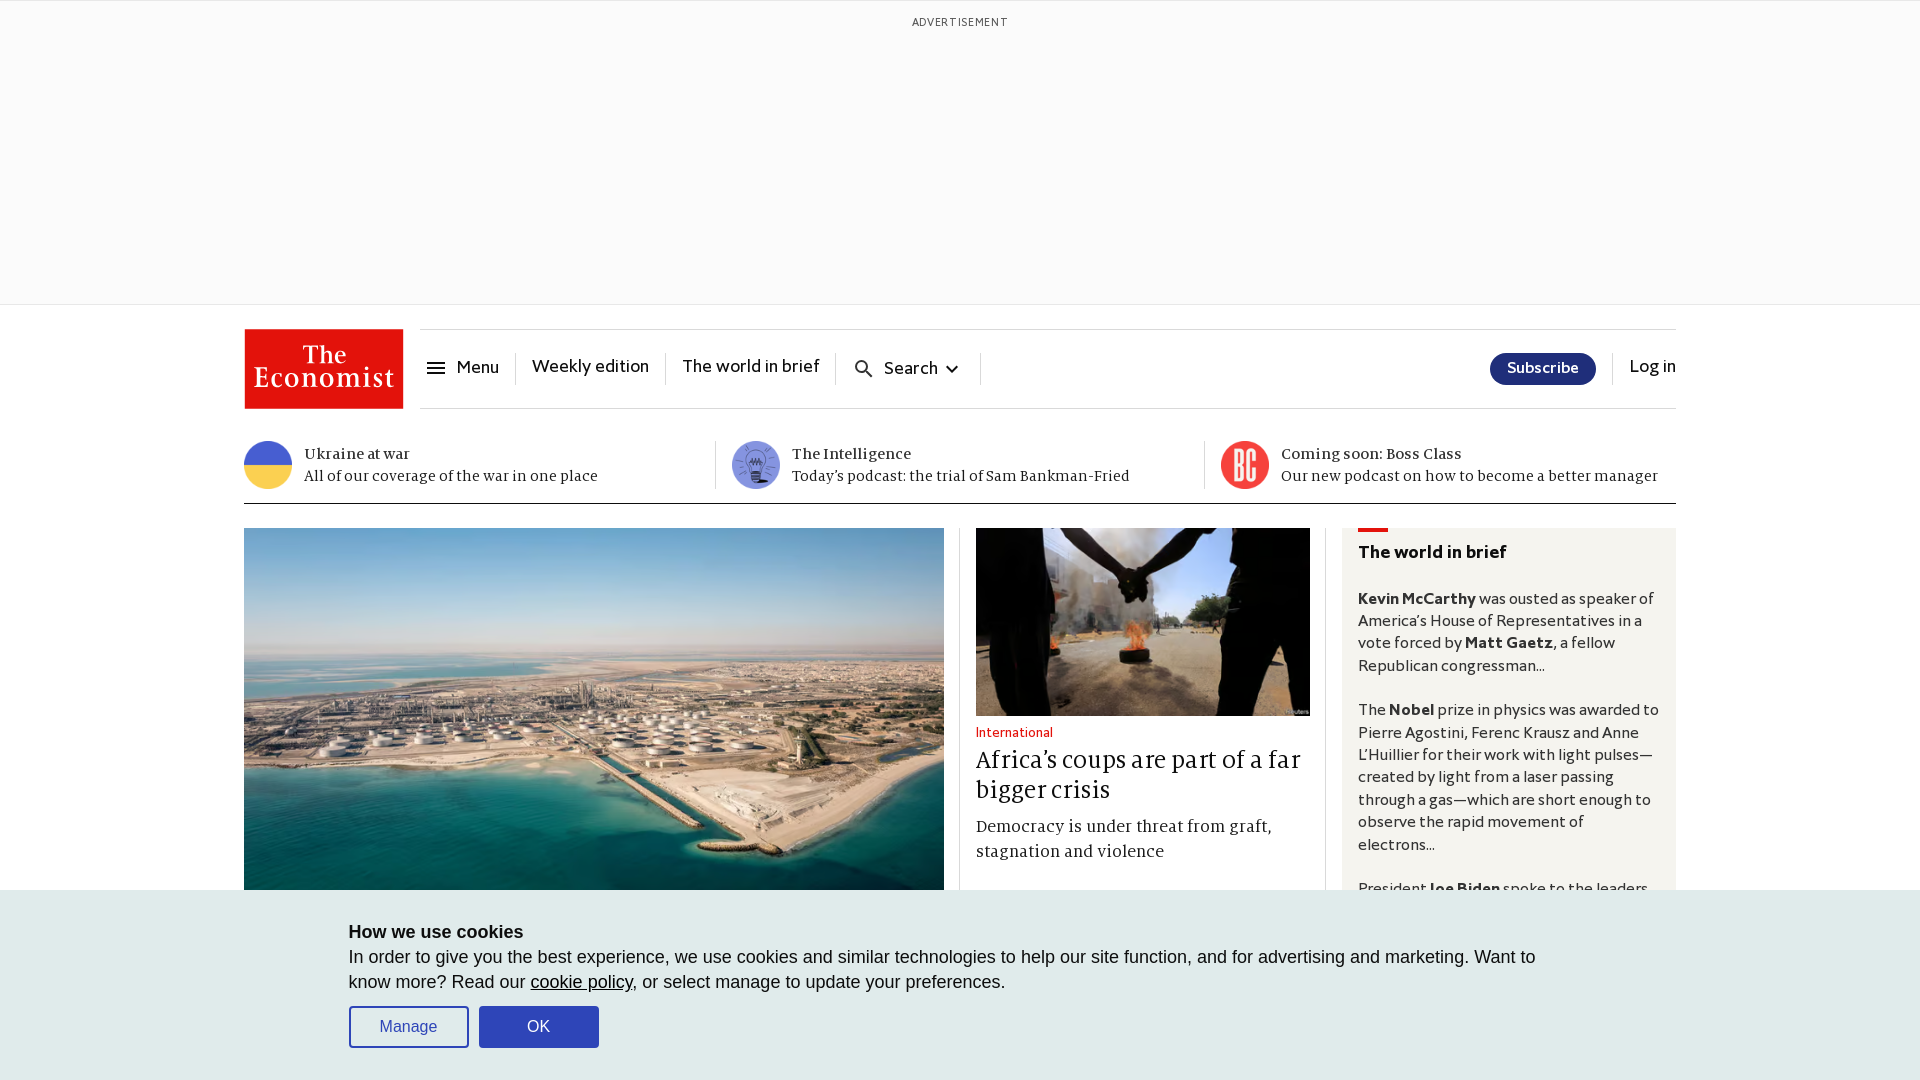 ADVERTISEMENT
The
Economist
Menu
Weekly edition
The world in brief
Search
Subscribe
Log in
Ukraine at war
All of our coverage of the war in one place
The Intelligence
Today’s podcast: the trial of Sam Bankman-Fried
BC
Coming soon: Boss Class
Our new podcast on how to become a better manager
International
Africa’s coups are part of a far
bigger crisis
Democracy is under threat from graft,
stagnation and violence
The world in brief
Kevin McCarthy was ousted as speaker of
America’s House of Representatives in a
vote forced by Matt Gaetz, a fellow
Republican congressman…
The Nobel prize in physics was awarded to
Pierre Agostini, Ferenc Krausz and Anne
L’Huillier for their work with light pulses—
created by light from a laser passing
through a gas—which are short enough to
observe the rapid movement of
electrons…
President Joe Biden spoke to the leaders
How we use cookies
In order to give you the best experience, we use cookies and similar technologies to help our site function, and for advertising and marketing. Want to
know more? Read our cookie policy, or select manage to update your preferences.
Manage
OK